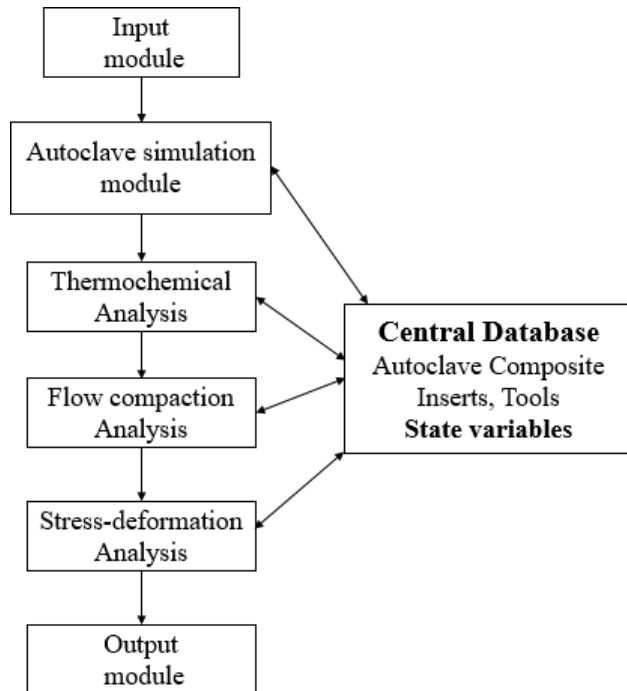 Input
module
Autoclave simulation
module
Thermochemical
Analysis
Flow compaction
Analysis
Stress-deformation
Analysis
Output
module
Central Database
Autoclave Composite
Inserts, Tools
State variables